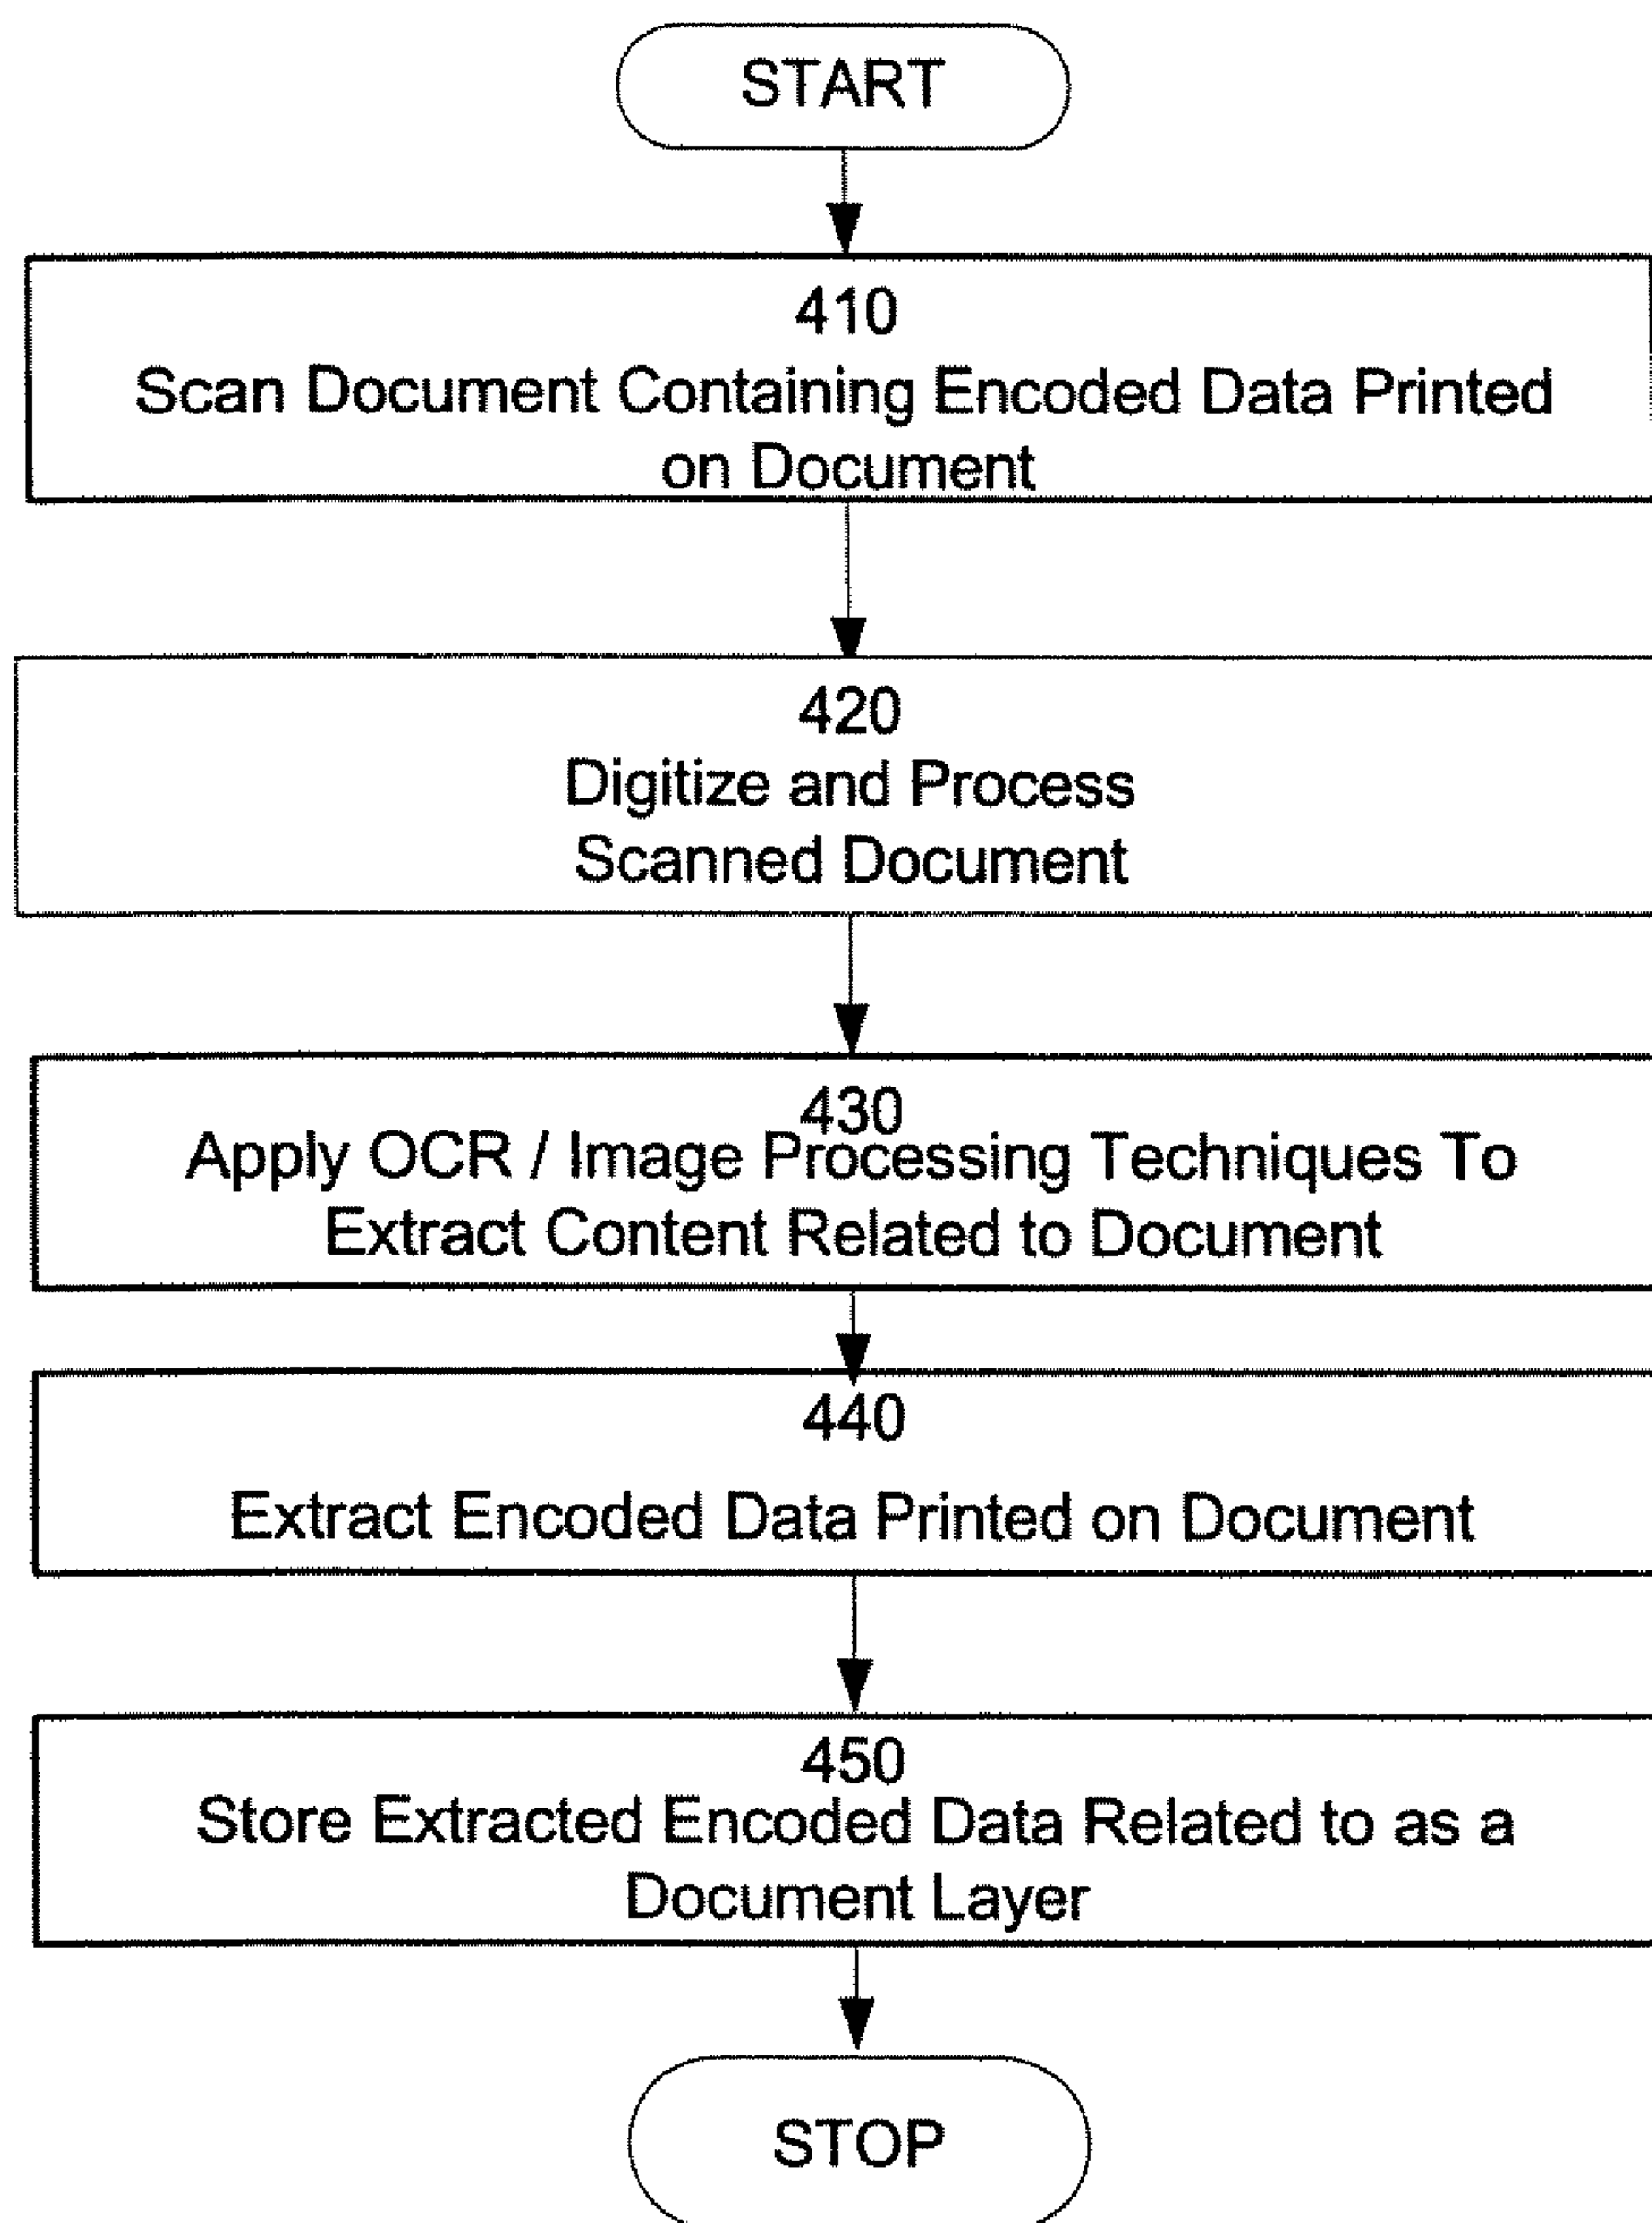 START
410
Scan Document Containing Encoded Data Printed
on Document
420
Digitize and Process
Scanned Document
430
Apply OCR / Image Processing Techniques To
Extract Content Related to Document
440
Extract Encoded Data Printed on Document
450
Store Extracted Encoded Data Related to as a
Document Layer
STOP